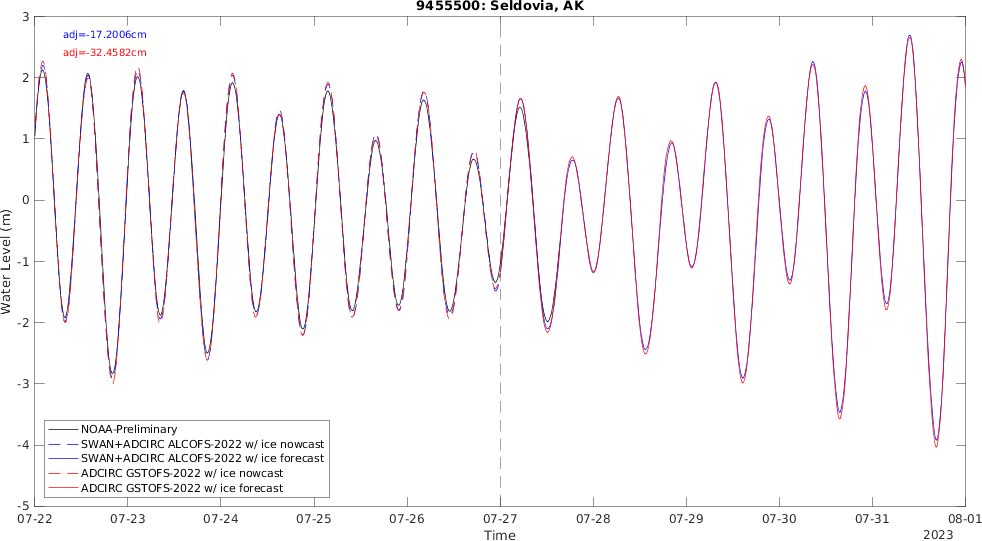 9455500: Seldovia, AK
adj=-17.2006cm
adj=-32.4582cm
3
2
1
0
-1
-2
-3
-4
-5
Water Level (m)
NOAA-Preliminary
SWAN+ADCIRC ALCOFS-2022 w/ ice nowcast
SWAN+ADCIRC ALCOFS-2022 w/ ice forecast
ADCIRC GSTOFS-2022 w/ ice nowcast
ADCIRC GSTOFS-2022 w/ ice forecast
07-22 07-23 07-24 07-25 07-26 07-27 07-28 07-29 07-30 07-31 08-01
Time
2023